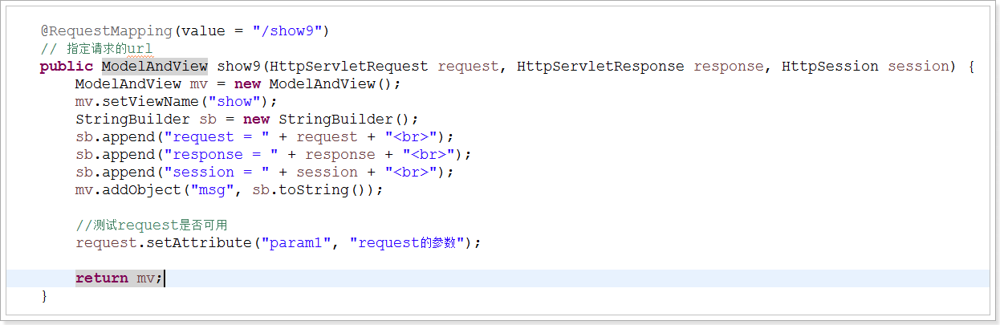 @RequestMapping(value = "/show9")
// 指定请求的url
public ModelAndView show9(HttpServletRequest request, HttpServletResponse response, HttpSession session) {
    ModelAndView mv = new ModelAndView();
    mv.setViewName("show");
    StringBuilder sb = new StringBuilder();
    sb.append("request = " + request + "<br>");
    sb.append("response = " + response + "<br>");
    sb.append("session = " + session + "<br>");
    mv.addObject("msg", sb.toString());
    //测试request是否可用
    request.setAttribute("param1", "request的参数");
    return mv;
}